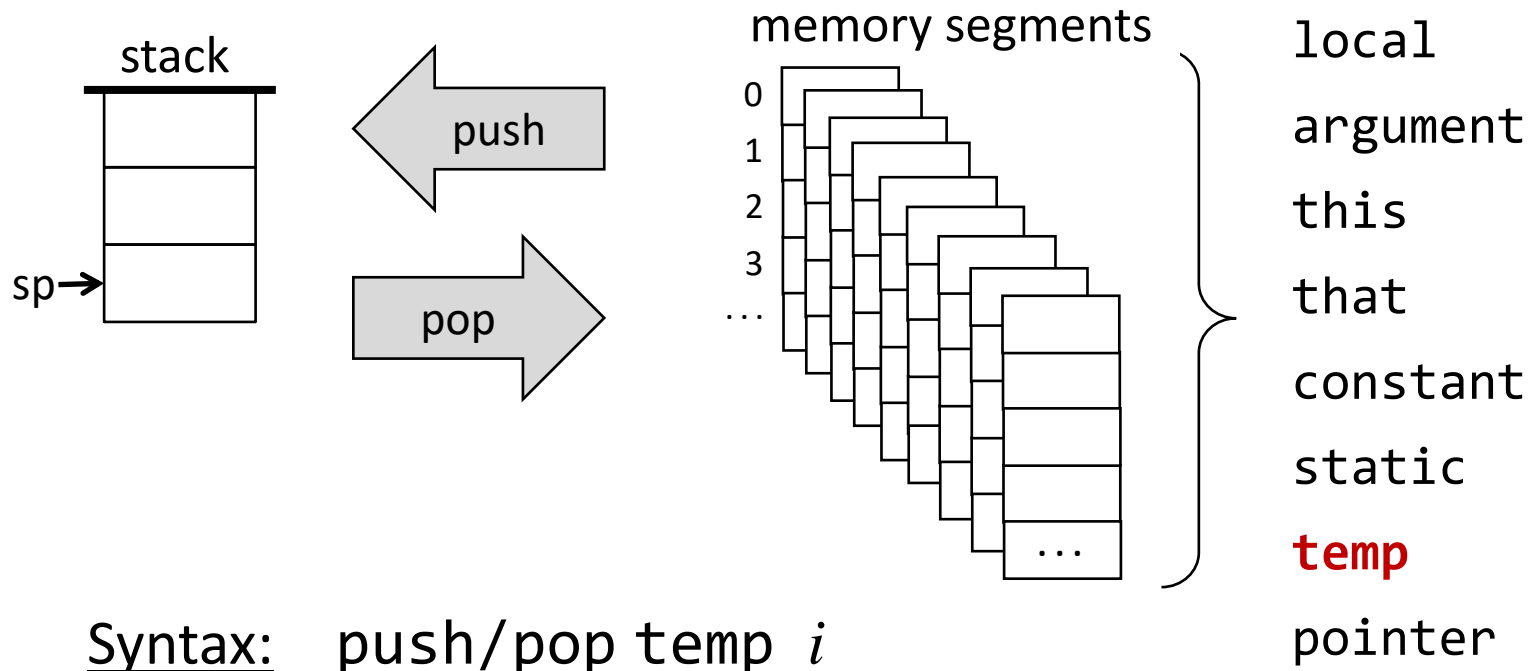 stack
sp
push
pop
memory segments
0
1
2
3
...
...
local
argument
this
that
constant
static
temp
pointer
Syntax: push/pop temp i